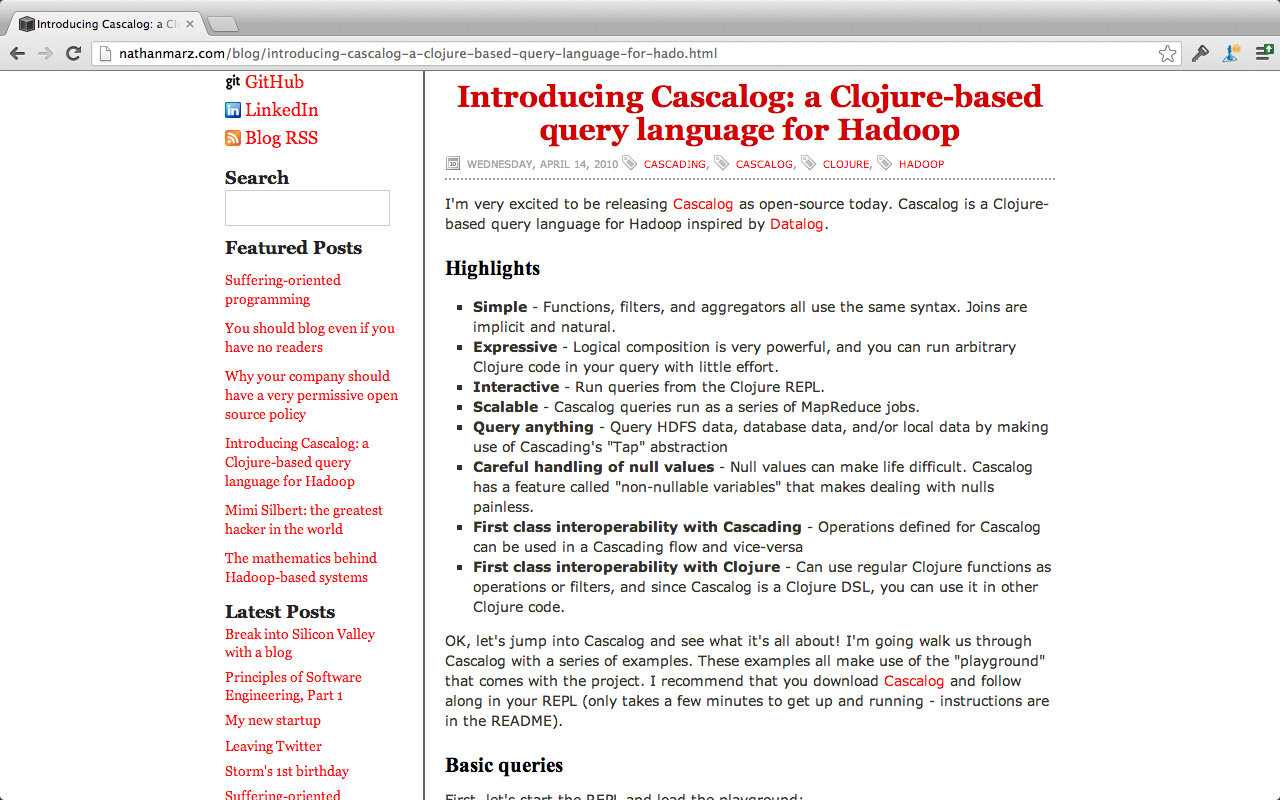 Introducing Cascalog: a Cl
nathanmarz.com/blog/introducing-cascalog-a-clojure-based-query-language-for-hado.html
git GitHub
in LinkedIn
Blog RSS
Search
Featured Posts
Suffering-oriented
programming
You should blog even if you
have no readers
Why your company should
have a very permissive open
source policy
Introducing Cascalog: a
Clojure-based query
language for Hadoop
Mimi Silbert: the greatest
hacker in the world
The mathematics behind
Hadoop-based systems
Latest Posts
Break into Silicon Valley
with a blog
Principles of Software
Engineering, Part 1
My new startup
Leaving Twitter
Storm's 1st birthday
Suffering-oriented
Introducing Cascalog: a Clojure-based
query language for Hadoop
10 WEDNESDAY, APRIL 14, 2010 CASCADING, CASCALOG, CLOJURE, HADOOP
I'm very excited to be releasing Cascalog as open-source today. Cascalog is a Clojure-
based query language for Hadoop inspired by Datalog.
Highlights
Simple - Functions, filters, and aggregators all use the same syntax. Joins are
implicit and natural.
Expressive - Logical composition is very powerful, and you can run arbitrary
Clojure code in your query with little effort.
Interactive - Run queries from the Clojure REPL.
Scalable - Cascalog queries run as a series of MapReduce jobs.
Query anything - Query HDFS data, database data, and/or local data by making
use of Cascading's "Tap" abstraction
Careful handling of null values - Null values can make life difficult. Cascalog
has a feature called "non-nullable variables" that makes dealing with nulls
painless.
First class interoperability with Cascading - Operations defined for Cascalog
can be used in a Cascading flow and vice-versa
First class interoperability with Clojure - Can use regular Clojure functions as
operations or filters, and since Cascalog is a Clojure DSL, you can use it in other
Clojure code.
OK, let's jump into Cascalog and see what it's all about! I'm going walk us through
Cascalog with a series of examples. These examples all make use of the "playground"
that comes with the project. I recommend that you download Cascalog and follow
along in your REPL (only takes a few minutes to get up and running - instructions are
in the README).
Basic queries
First, let's start the REPL and load the playground: